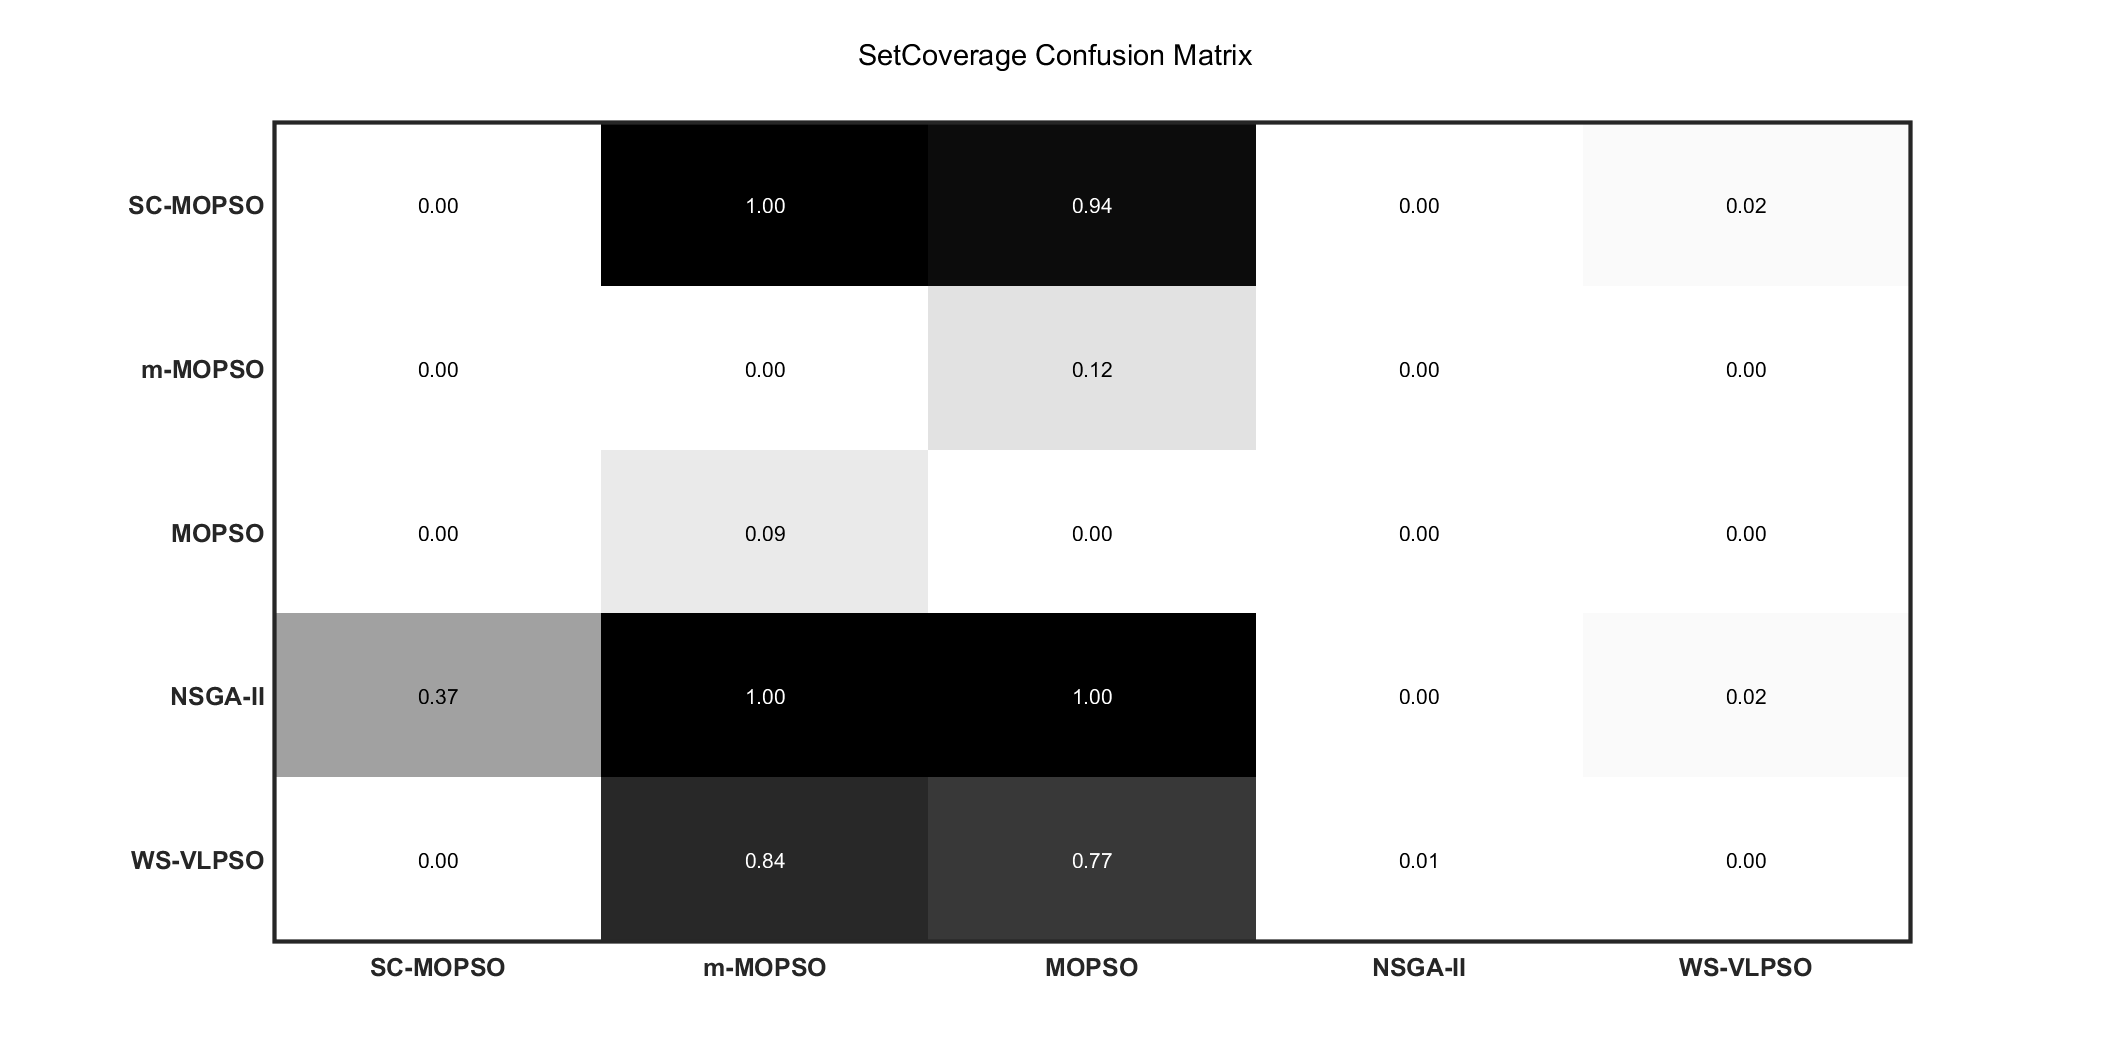 SetCoverage Confusion Matrix
SC-MOPSO 0.00 1.00 0.94 0.00 0.02
m-MOPSO 0.00 0.00 0.12 0.00 0.00
MOPSO 0.00 0.09 0.00 0.00 0.00
NSGA-II 0.37 1.00 1.00 0.00 0.02
WS-VLPSO 0.00 0.84 0.77 0.01 0.00
SC-MOPSO m-MOPSO MOPSO NSGA-II WS-VLPSO